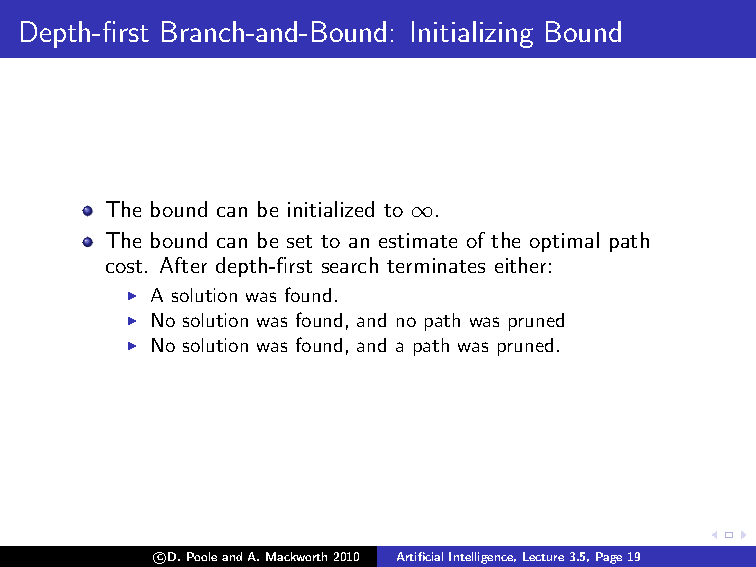 Depth-first Branch-and-Bound: Initializing Bound
The bound can be initialized to ∞.
The bound can be set to an estimate of the optimal path
cost. After depth-first search terminates either:
A solution was found.
No solution was found, and no path was pruned
No solution was found, and a path was pruned.
©D. Poole and A. Mackworth 2010
Artificial Intelligence, Lecture 3.5, Page 19